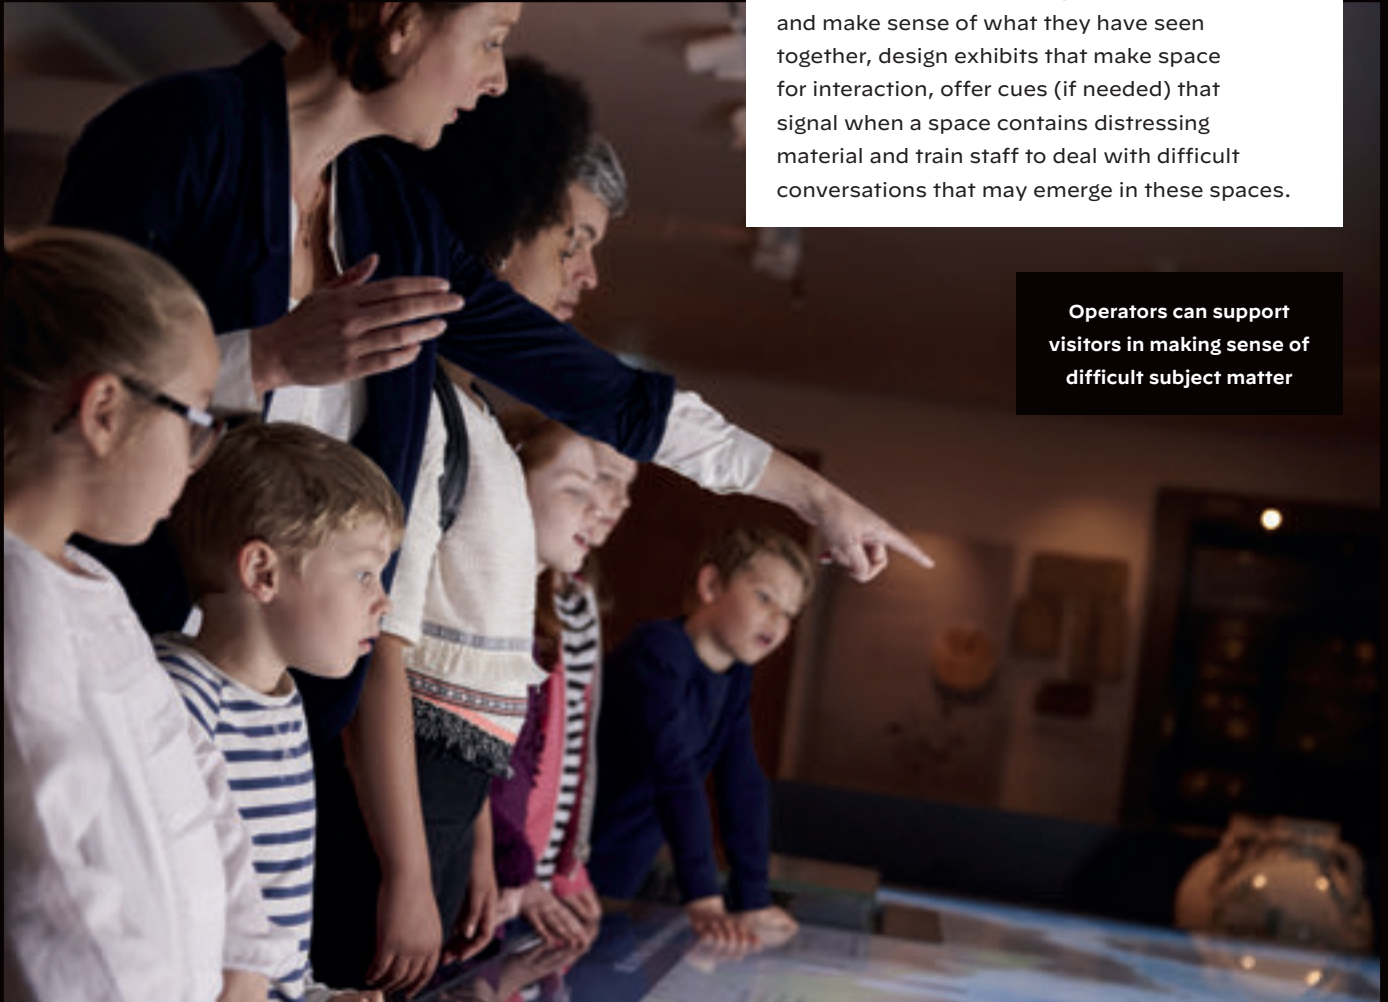 and make sense of what they have seen
together, design exhibits that make space
for interaction, offer cues (if needed) that
signal when a space contains distressing
material and train staff to deal with difficult
conversations that may emerge in these spaces.
Operators can support
visitors in making sense of
difficult subject matter